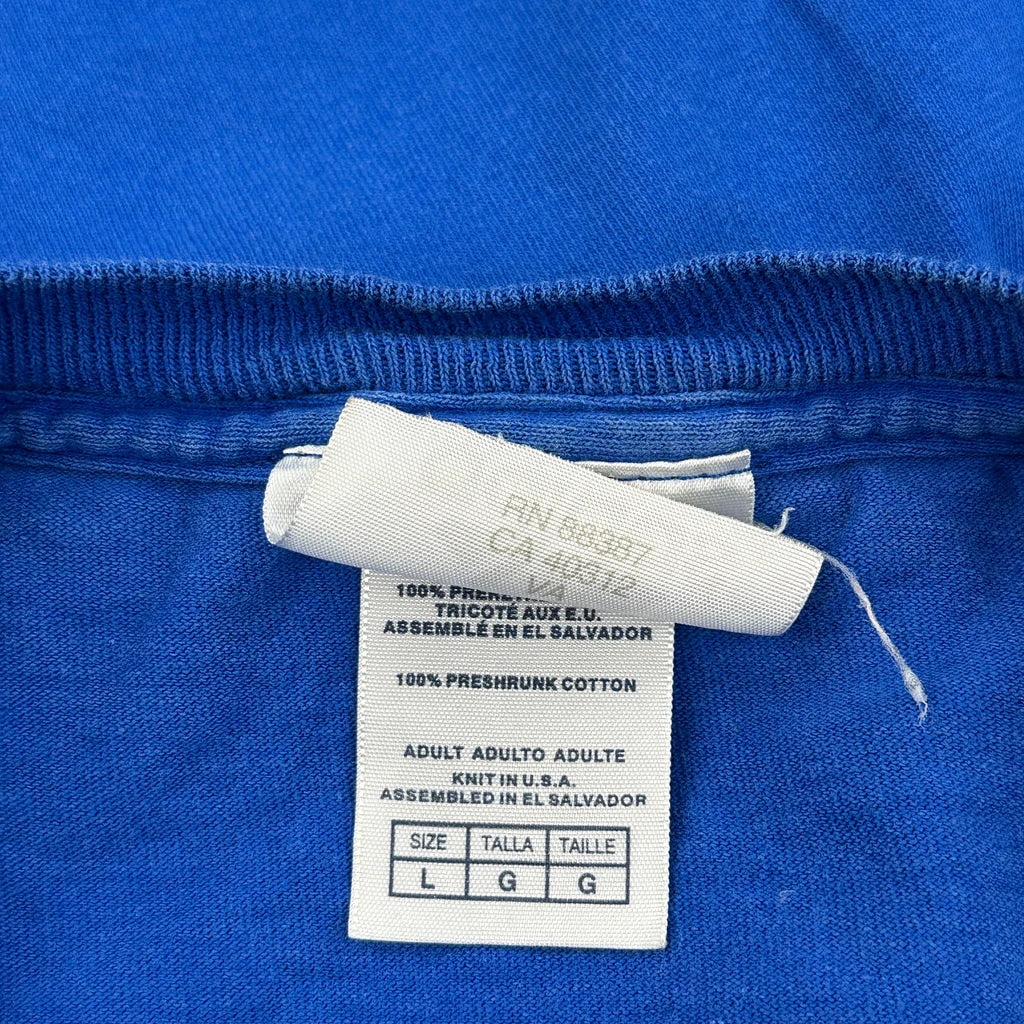 RN 88387
CA 40312
VA
100%
TRICOTÉ AUX E.U.
ASSEMBLÉ EN EL SALVADOR
100% PRESHRUNK COTTON
ADULT ADULTO ADULTE
KNIT IN U.S.A.
ASSEMBLED IN EL SALVADOR
SIZE TALLA TAILLE
L G G